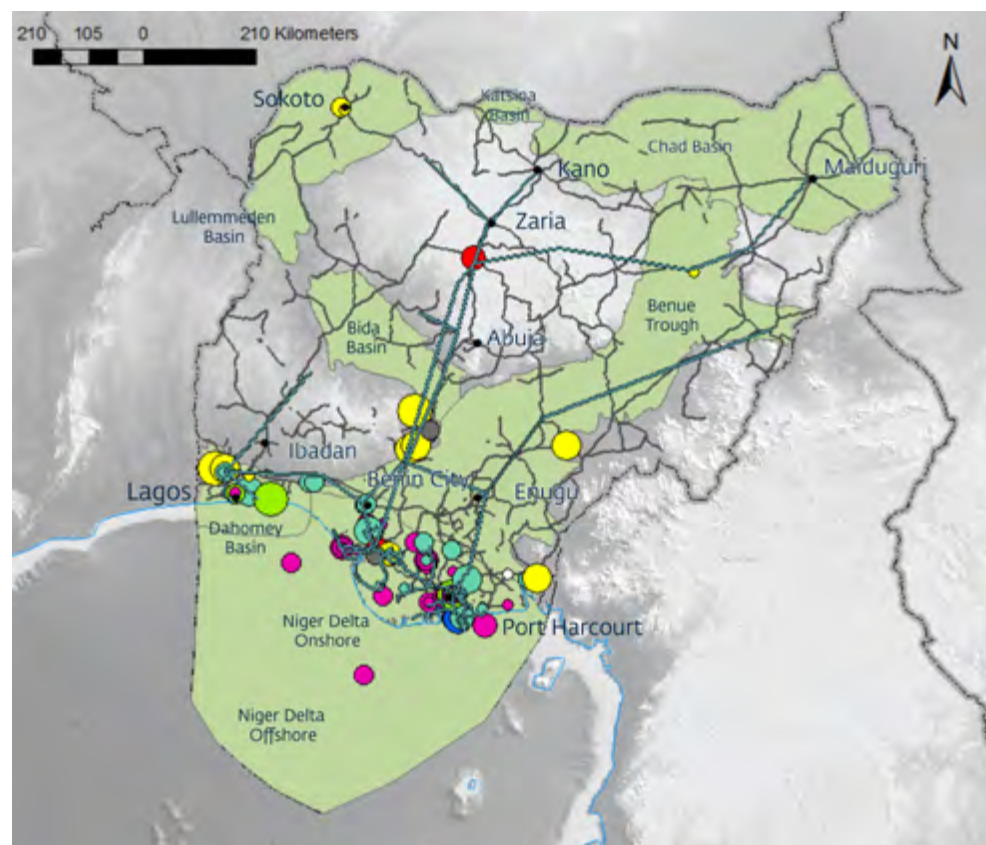 210 105 0 210 Kilometers
N
Sokoto
Katsina
Basin
Kano
Chad Basin
Maiduguri
Lullemmeden
Basin
Zaria
Bida
Basin
Abuja
Benue
Trough
Ibadan
Benin City
Enugu
Lagos
Dahomey
Basin
Niger Delta
Onshore
Port Harcourt
Niger Delta
Offshore